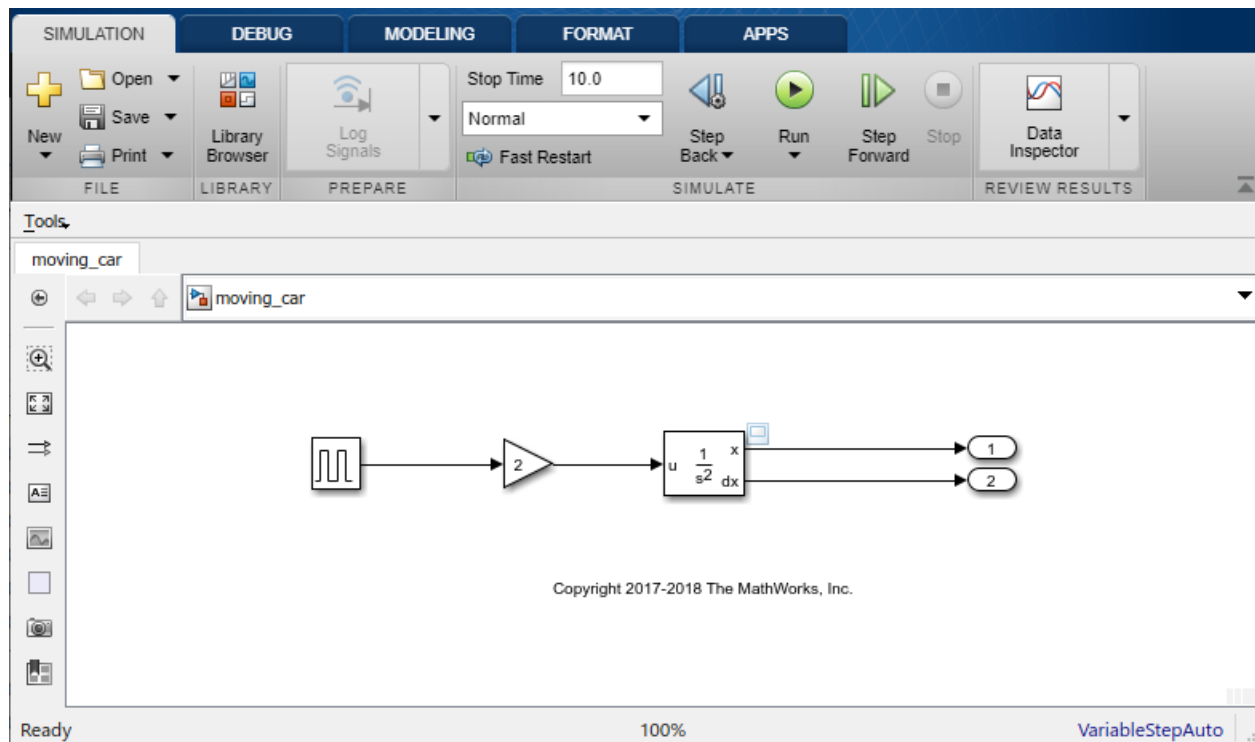 SIMULATION DEBUG MODELING FORMAT APPS
New
Open
Save
Print
FILE
Library
Browser
LIBRARY
Log
Signals
PREPARE
Stop Time 10.0
Normal
Fast Restart
Step
Back
Run
Step
Forward
Stop
SIMULATE
Data
Inspector
REVIEW RESULTS
Tools
moving_car
moving_car
A
2
u
1
s2
x
dx
1
2
Copyright 2017-2018 The MathWorks, Inc.
Ready 100% VariableStepAuto